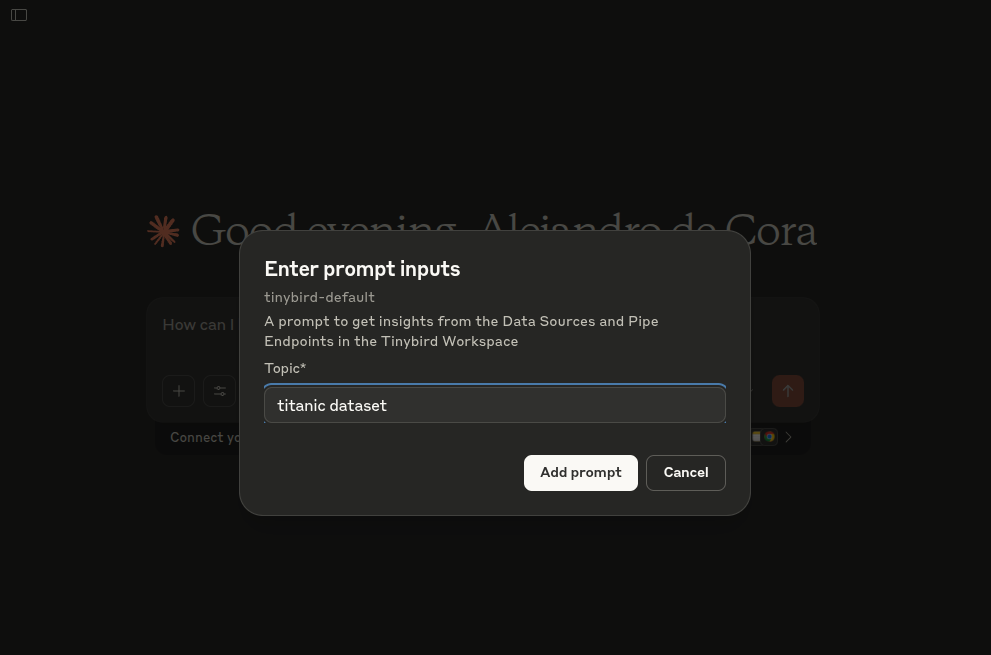 Good evening, Alejandro de Cora
Enter prompt inputs
tinybird-default
A prompt to get insights from the Data Sources and Pipe
Endpoints in the Tinybird Workspace
Topic*
titanic dataset
Add prompt
Cancel
How can I
Connect yo